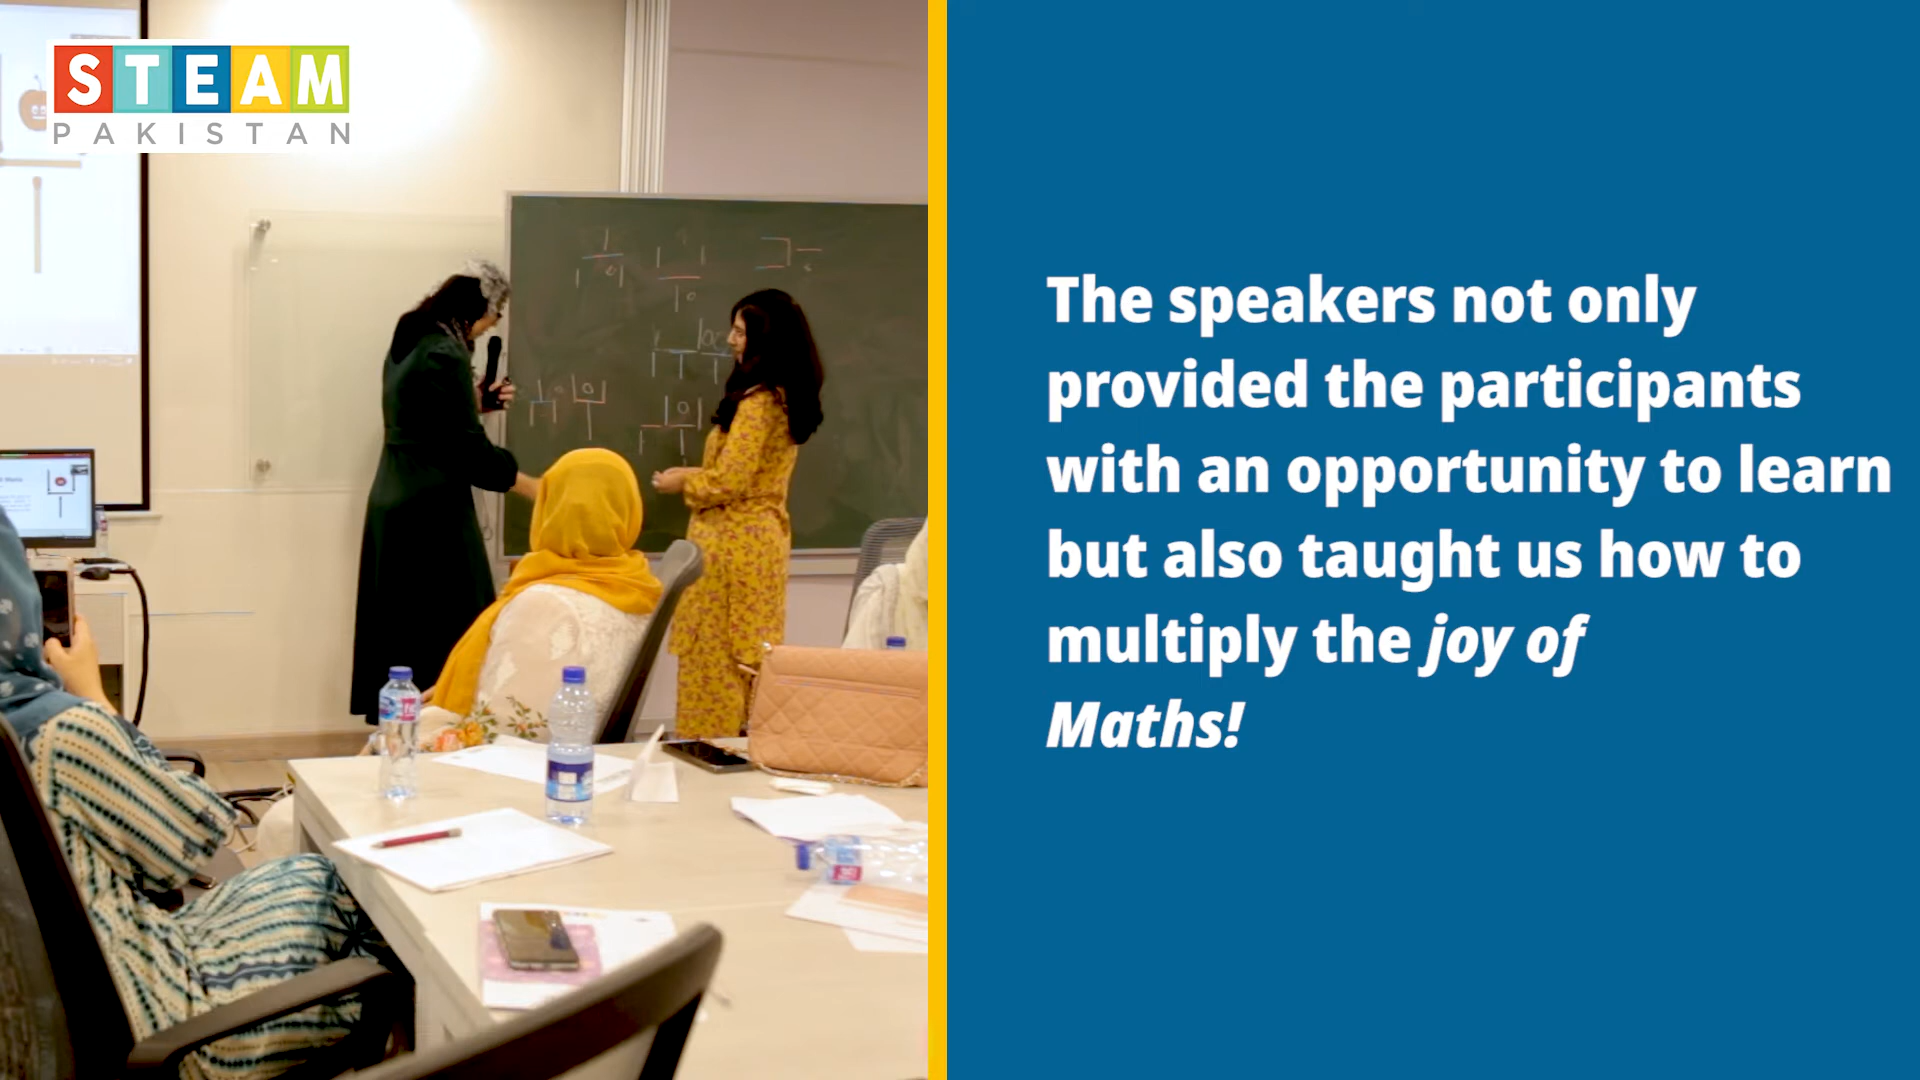 STEAM
PAKISTAN
The speakers not only
provided the participants
with an opportunity to learn
but also taught us how to
multiply the joy of
Maths!